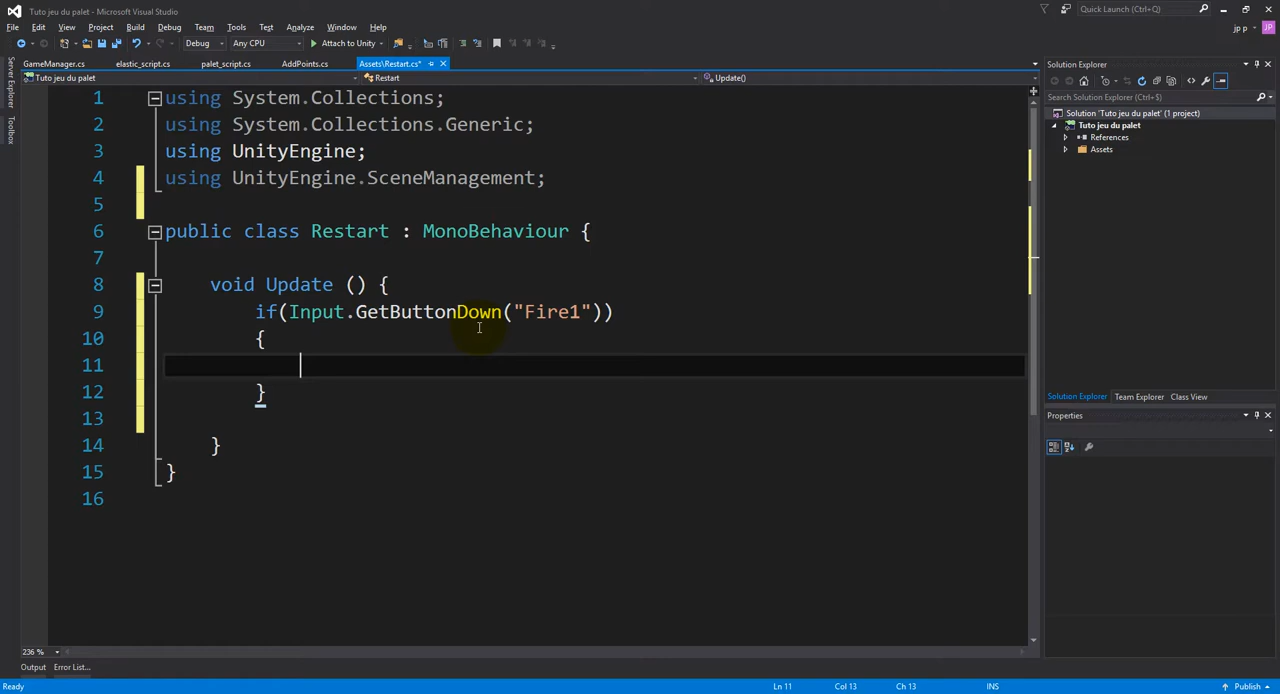 Tuto jeu du palet - Microsoft Visual Studio
Quick Launch (Ctrl+Q)
File Edit View Project Build Debug Team Tools Test Analyze Window Help
jp p
JP
Debug Any CPU Attach to Unity
Server Explorer
Toolbox
GameManager.cs elastic_script.cs palet_script.cs AddPoints.cs Assets\Restart.cs*
Tuto jeu du palet Restart Update()
1 using System.Collections;
2 using System.Collections.Generic;
3 using UnityEngine;
4 using UnityEngine.SceneManagement;
5
6 public class Restart : MonoBehaviour {
7
8 void Update () {
9 if(Input.GetButtonDown("Fire1"))
10 {
11
12 }
13
14 }
15 }
16
236 %
Solution Explorer
Search Solution Explorer (Ctrl+$)
Solution 'Tuto jeu du palet' (1 project)
Tuto jeu du palet
References
Assets
Solution Explorer Team Explorer Class View
Properties
Output Error List...
Ready Ln 11 Col 13 Ch 13 INS Publish